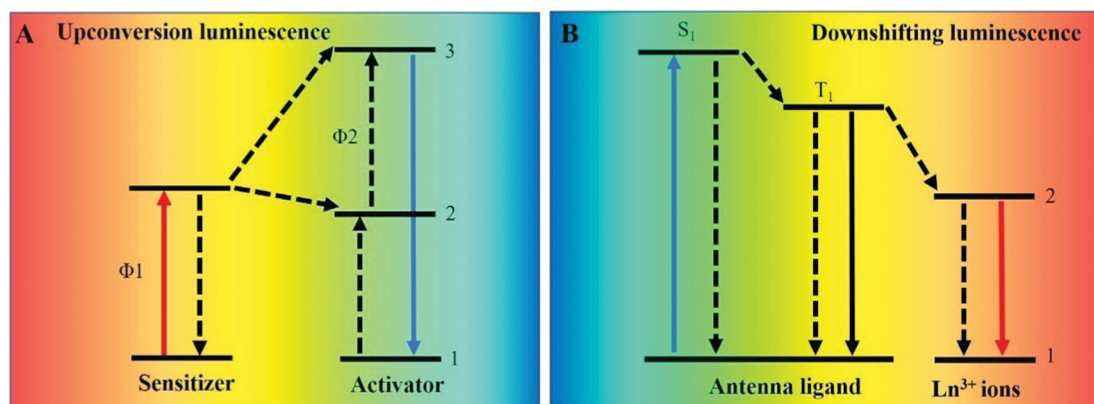 A Upconversion luminescence
3
Φ2
2
Φ1
1
Sensitizer Activator
B Downshifting luminescence
S₁
T₁
2
1
Antenna ligand Ln³⁺ ions